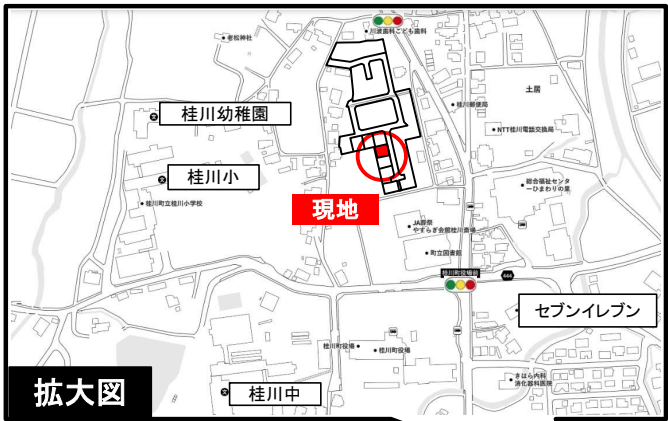 老松神社
川波歯科こども歯科
土居
桂川郵便局
桂川幼稚園
NTT桂川電話交換局
桂川小
総合福祉センタ
ーひまわりの里
桂川町立桂川小学校
現地
JA葬祭
やすらぎ会館桂川斎場
町立図書館
桂川町役場前
444
セブンイレブン
桂川町役場
桂川町役場
きはら内科
消化器科医院
拡大図
桂川中